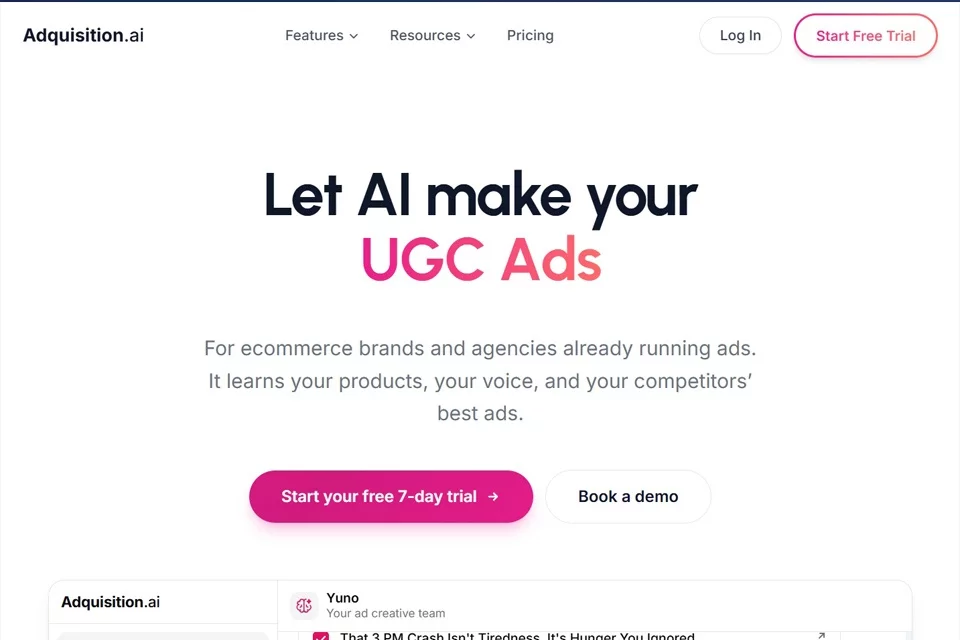 Adquisition.ai
Features
Resources
Pricing
Log In
Start Free Trial
Let AI make your
UGC Ads
For ecommerce brands and agencies already running ads.
It learns your products, your voice, and your competitors’
best ads.
Start your free 7-day trial →
Book a demo
Adquisition.ai
Yuno
Your ad creative team
That 3 PM Crash Isn't Tiredness. It's Hunger You Ignored